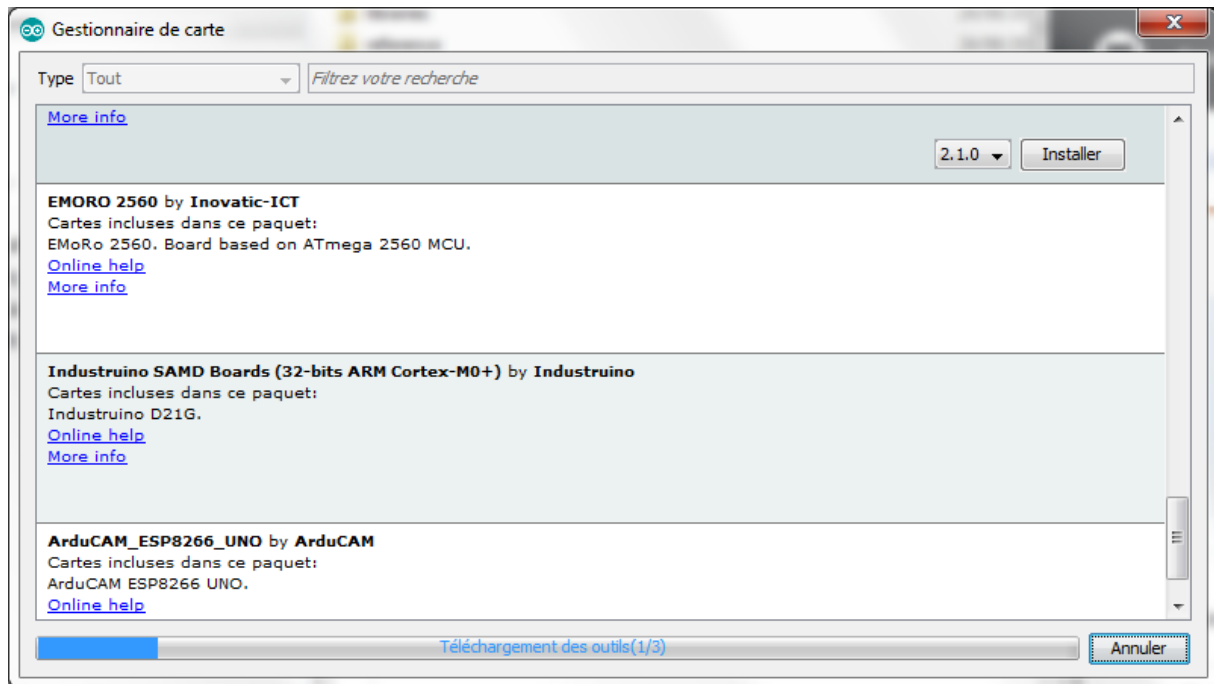 Gestionnaire de carte
Type Tout Filtrez votre recherche
More info
2.1.0 Installer
EMORO 2560 by Inovatic-ICT
Cartes incluses dans ce paquet:
EMoRo 2560. Board based on ATmega 2560 MCU.
Online help
More info
Industruino SAMD Boards (32-bits ARM Cortex-M0+) by Industruino
Cartes incluses dans ce paquet:
Industruino D21G.
Online help
More info
ArduCAM_ESP8266_UNO by ArduCAM
Cartes incluses dans ce paquet:
ArduCAM ESP8266 UNO.
Online help
Téléchargement des outils(1/3)
Annuler